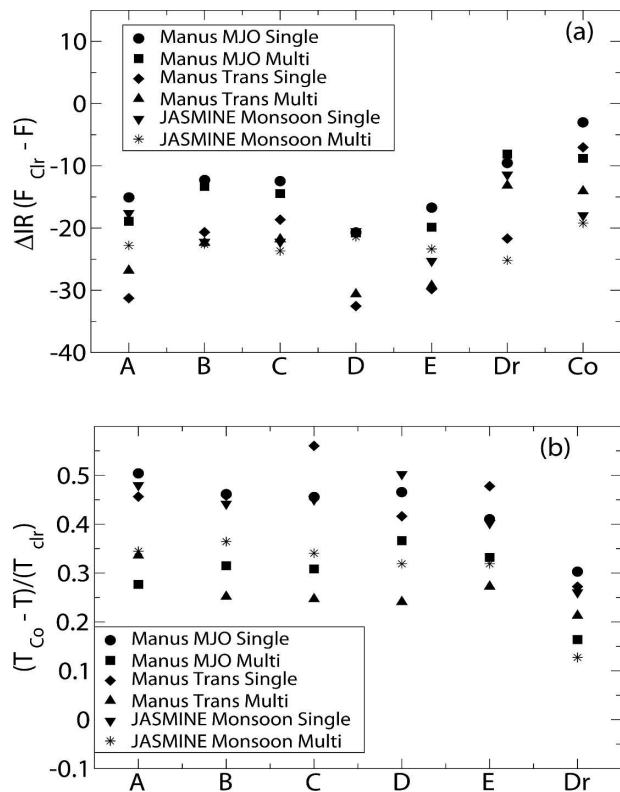 (a)
10
0
-10
-20
-30
-40
ΔIR (F Clr - F)
Manus MJO Single
Manus MJO Multi
Manus Trans Single
Manus Trans Multi
JASMINE Monsoon Single
JASMINE Monsoon Multi
A B C D E Dr Co
(b)
0.5
0.4
0.3
0.2
0.1
0
-0.1
(T Co - T)/(T clr)
Manus MJO Single
Manus MJO Multi
Manus Trans Single
Manus Trans Multi
JASMINE Monsoon Single
JASMINE Monsoon Multi
A B C D E Dr